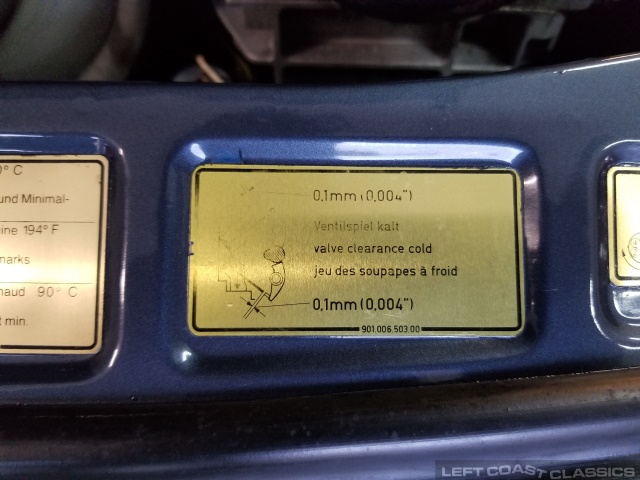 0° C
und Minimal-
ine 194° F
marks
haud 90° C
t min.
0.1mm (0.004")
Ventilspiel kalt
valve clearance cold
jeu des soupapes à froid
0.1mm (0.004")
901.006.503.00
LEFT COAST CLASSICS